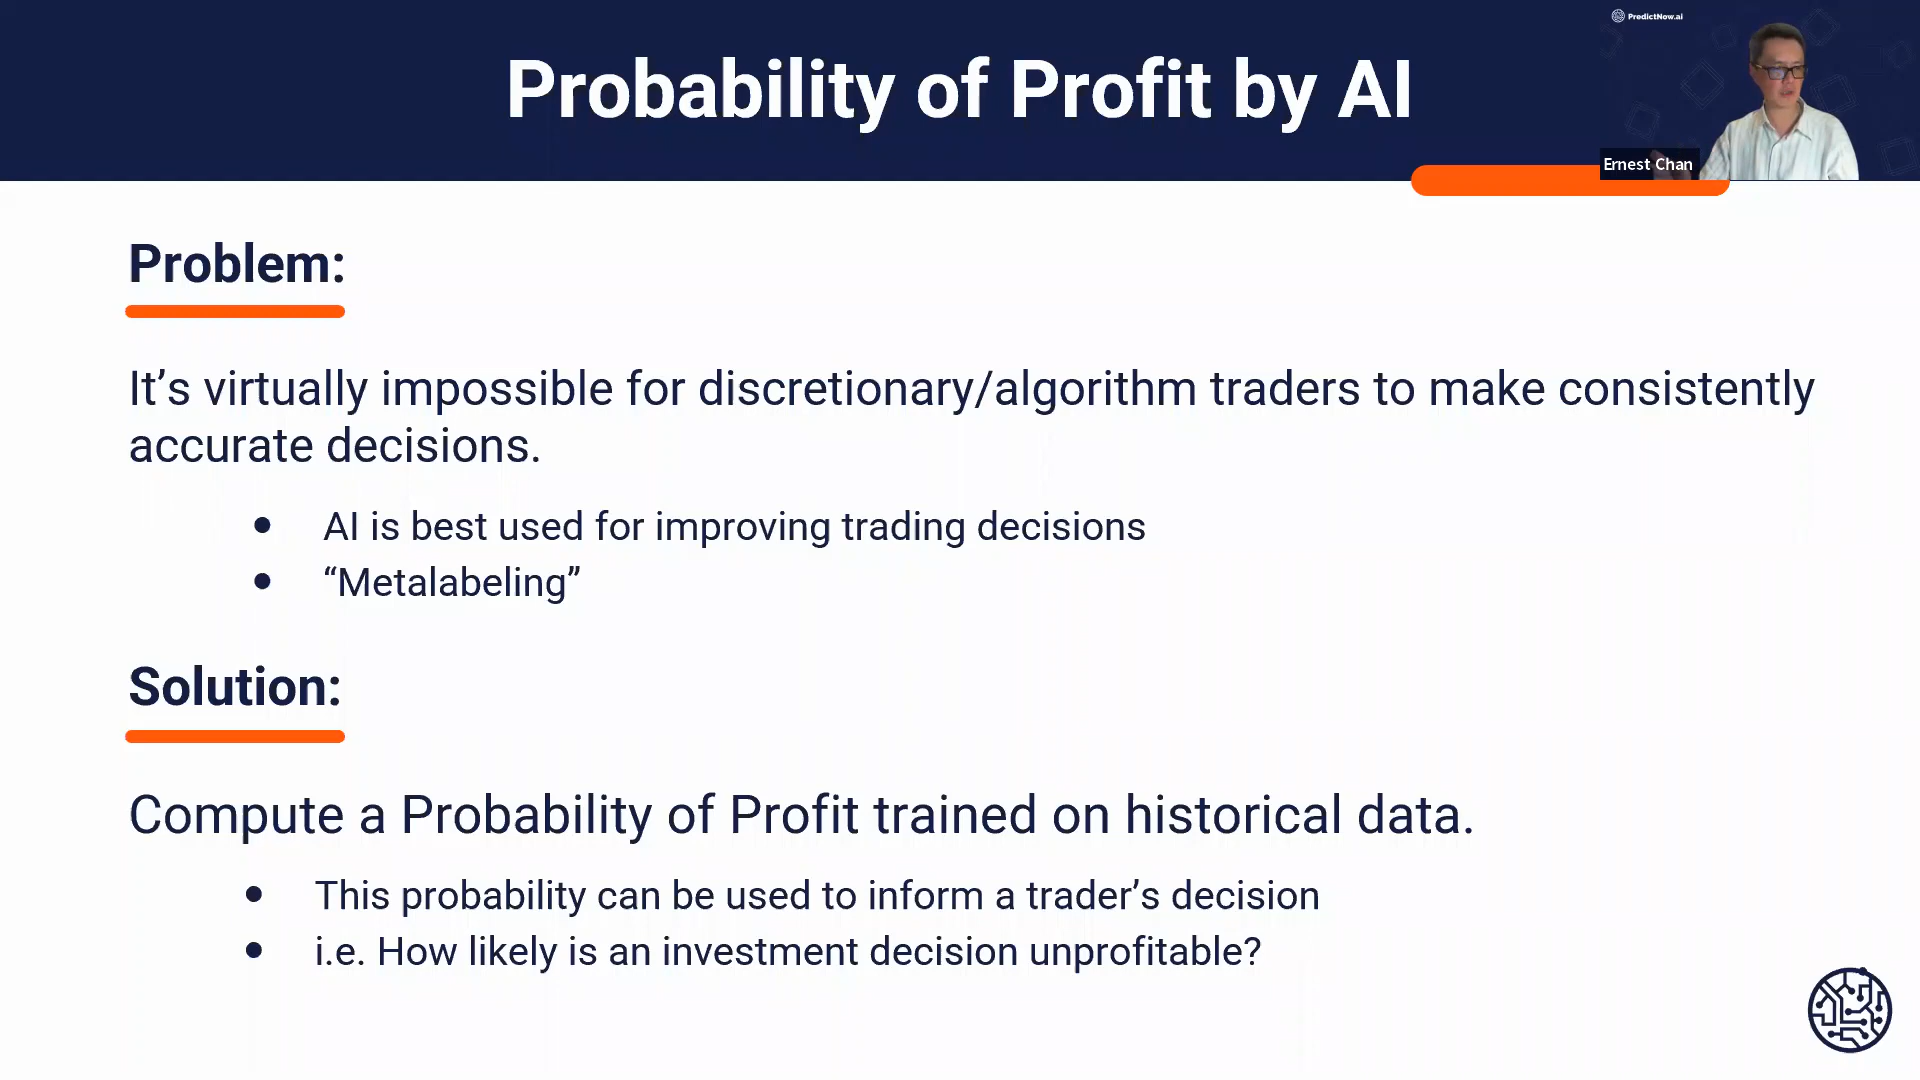 PredictNow.ai
Probability of Profit by AI
Ernest Chan
Problem:
It’s virtually impossible for discretionary/algorithm traders to make consistently
accurate decisions.
● AI is best used for improving trading decisions
● “Metalabeling”
Solution:
Compute a Probability of Profit trained on historical data.
● This probability can be used to inform a trader’s decision
● i.e. How likely is an investment decision unprofitable?